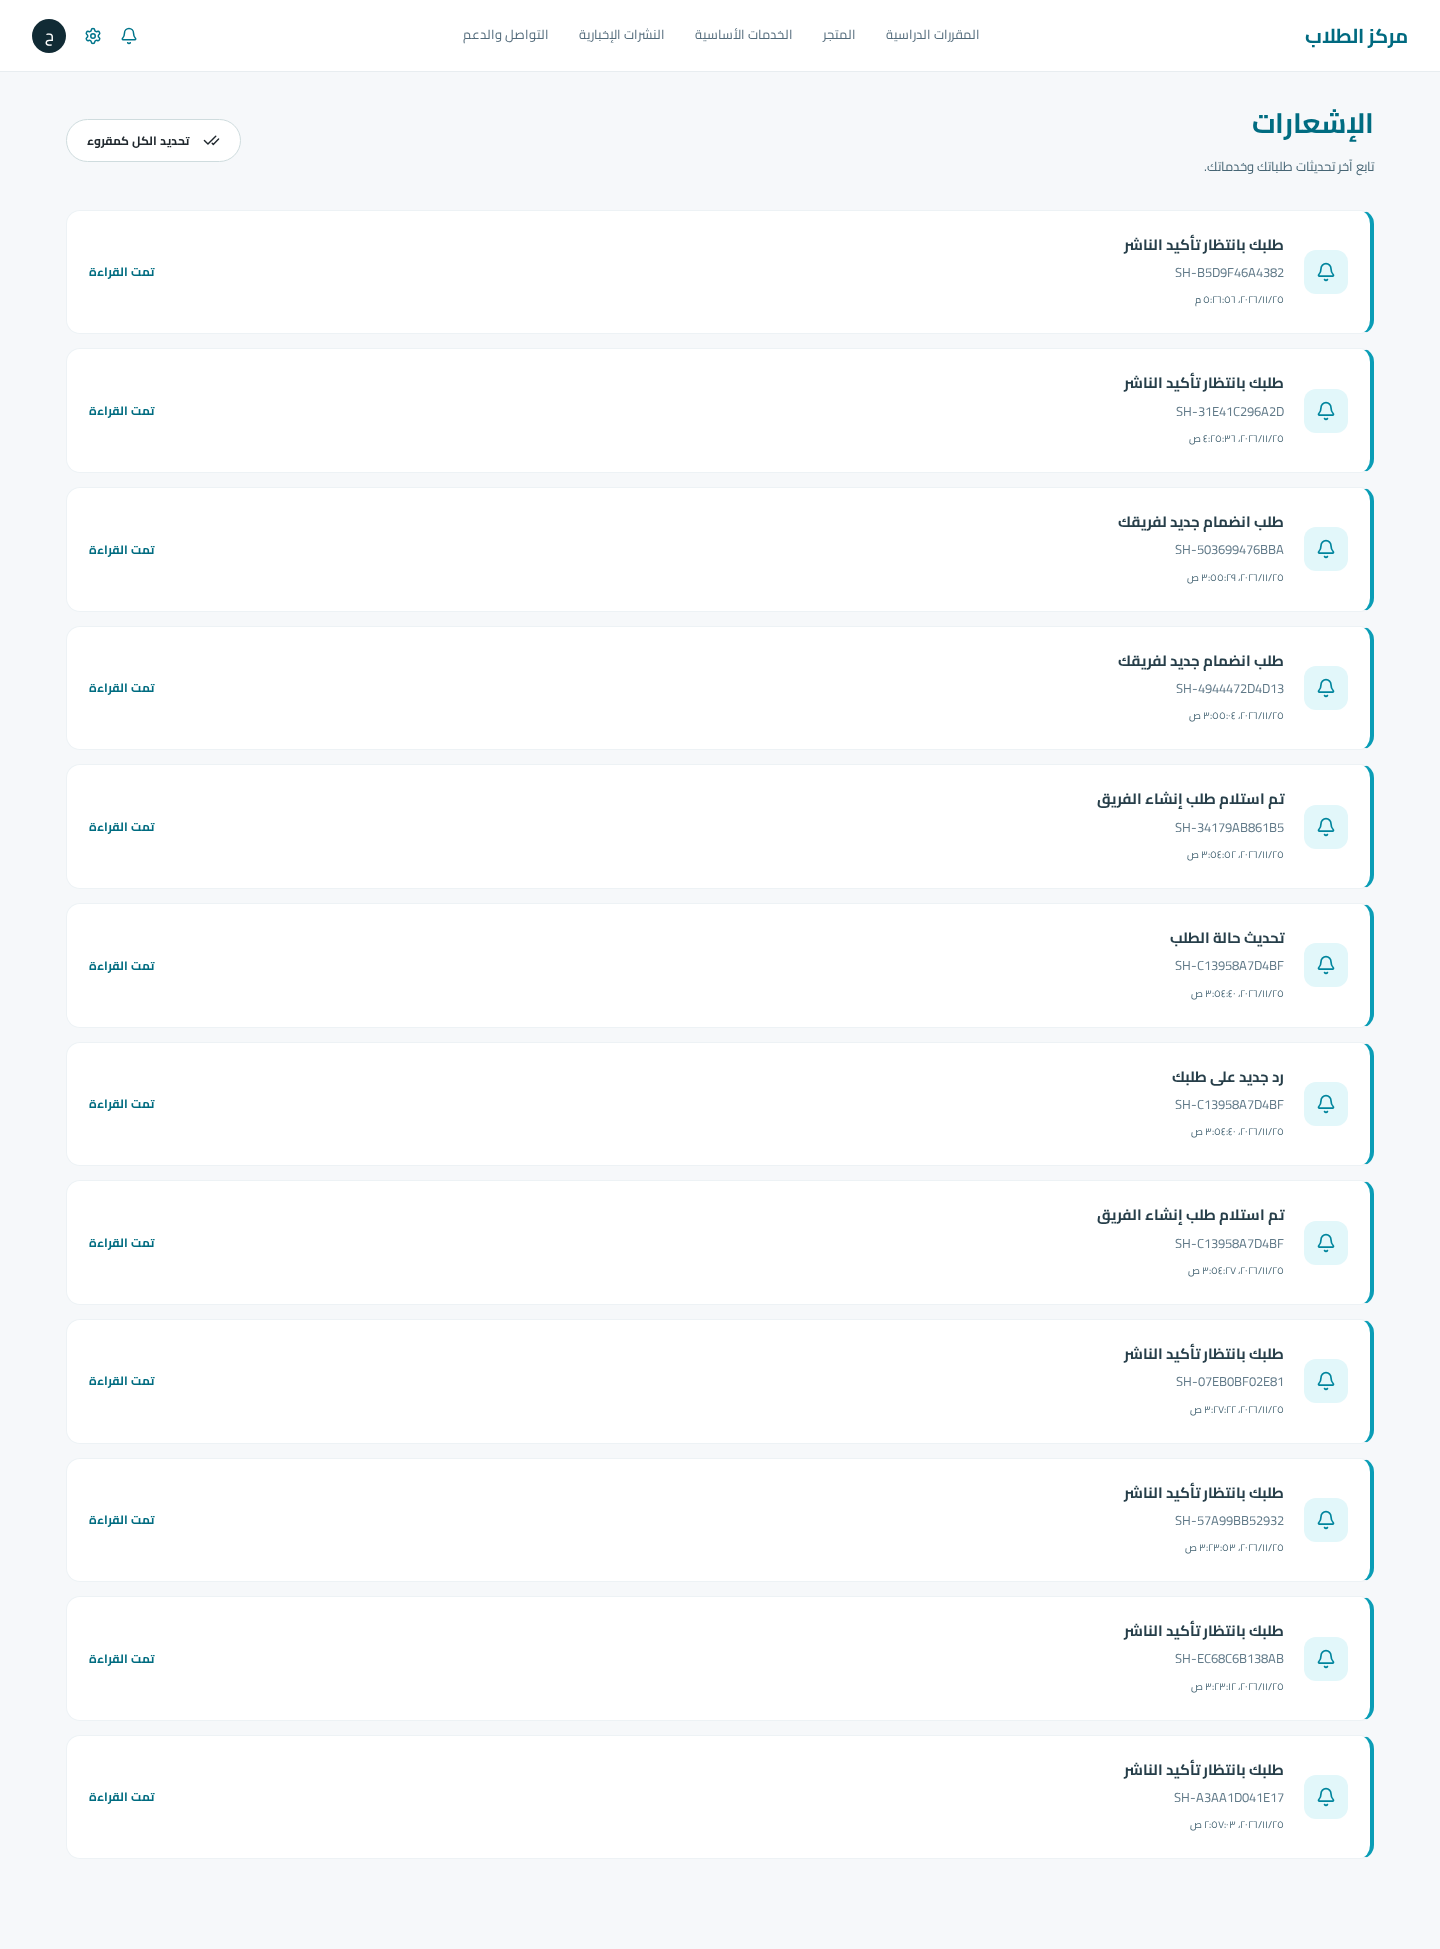 مركز الطلاب
المقررات الدراسية
المتجر
الخدمات الأساسية
النشرات الإخبارية
التواصل والدعم
ح
الإشعارات
تابع آخر تحديثات طلباتك وخدماتك.
تحديد الكل كمقروء
طلبك بانتظار تأكيد الناشر
SH-B5D9F46A4382
٢٠٢٦/١١/٢٥، ٥:٢٦:٥٦ م
تمت القراءة
طلبك بانتظار تأكيد الناشر
SH-31E41C296A2D
٢٠٢٦/١١/٢٥، ٤:٢٥:٣٦ ص
تمت القراءة
طلب انضمام جديد لفريقك
SH-503699476BBA
٢٠٢٦/١١/٢٥، ٣:٥٥:٢٩ ص
تمت القراءة
طلب انضمام جديد لفريقك
SH-4944472D4D13
٢٠٢٦/١١/٢٥، ٣:٥٥:٠٤ ص
تمت القراءة
تم استلام طلب إنشاء الفريق
SH-34179AB861B5
٢٠٢٦/١١/٢٥، ٣:٥٤:٥٢ ص
تمت القراءة
تحديث حالة الطلب
SH-C13958A7D4BF
٢٠٢٦/١١/٢٥، ٣:٥٤:٤٠ ص
تمت القراءة
رد جديد على طلبك
SH-C13958A7D4BF
٢٠٢٦/١١/٢٥، ٣:٥٤:٤٠ ص
تمت القراءة
تم استلام طلب إنشاء الفريق
SH-C13958A7D4BF
٢٠٢٦/١١/٢٥، ٣:٥٤:٢٧ ص
تمت القراءة
طلبك بانتظار تأكيد الناشر
SH-07EB0BF02E81
٢٠٢٦/١١/٢٥، ٣:٢٧:٢٢ ص
تمت القراءة
طلبك بانتظار تأكيد الناشر
SH-57A99BB52932
٢٠٢٦/١١/٢٥، ٣:٢٣:٥٣ ص
تمت القراءة
طلبك بانتظار تأكيد الناشر
SH-EC68C6B138AB
٢٠٢٦/١١/٢٥، ٣:٢٣:١٢ ص
تمت القراءة
طلبك بانتظار تأكيد الناشر
SH-A3AA1D041E17
٢٠٢٦/١١/٢٥، ٢:٥٧:٠٣ ص
تمت القراءة